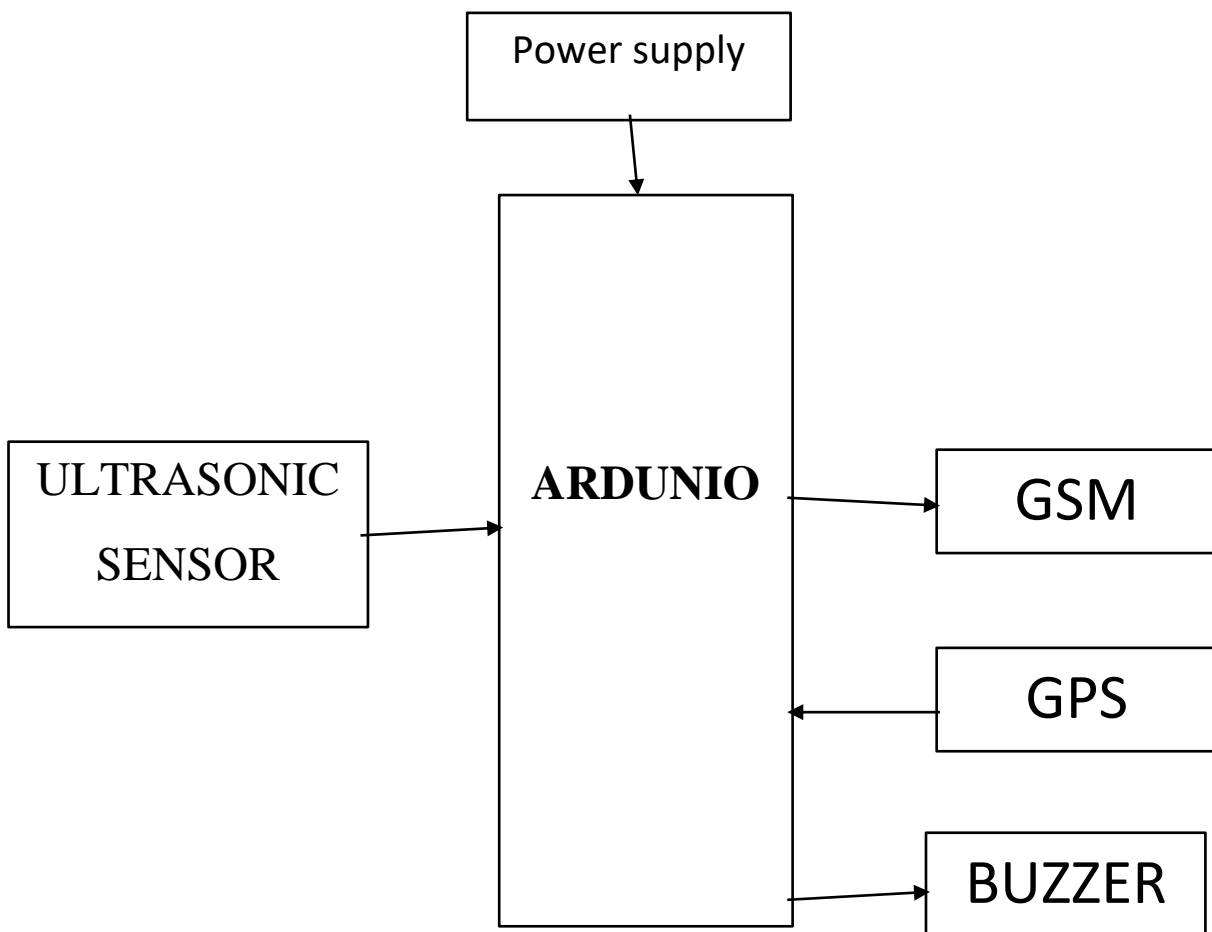 Power supply
ULTRASONIC
SENSOR
ARDUNIO
GSM
GPS
BUZZER